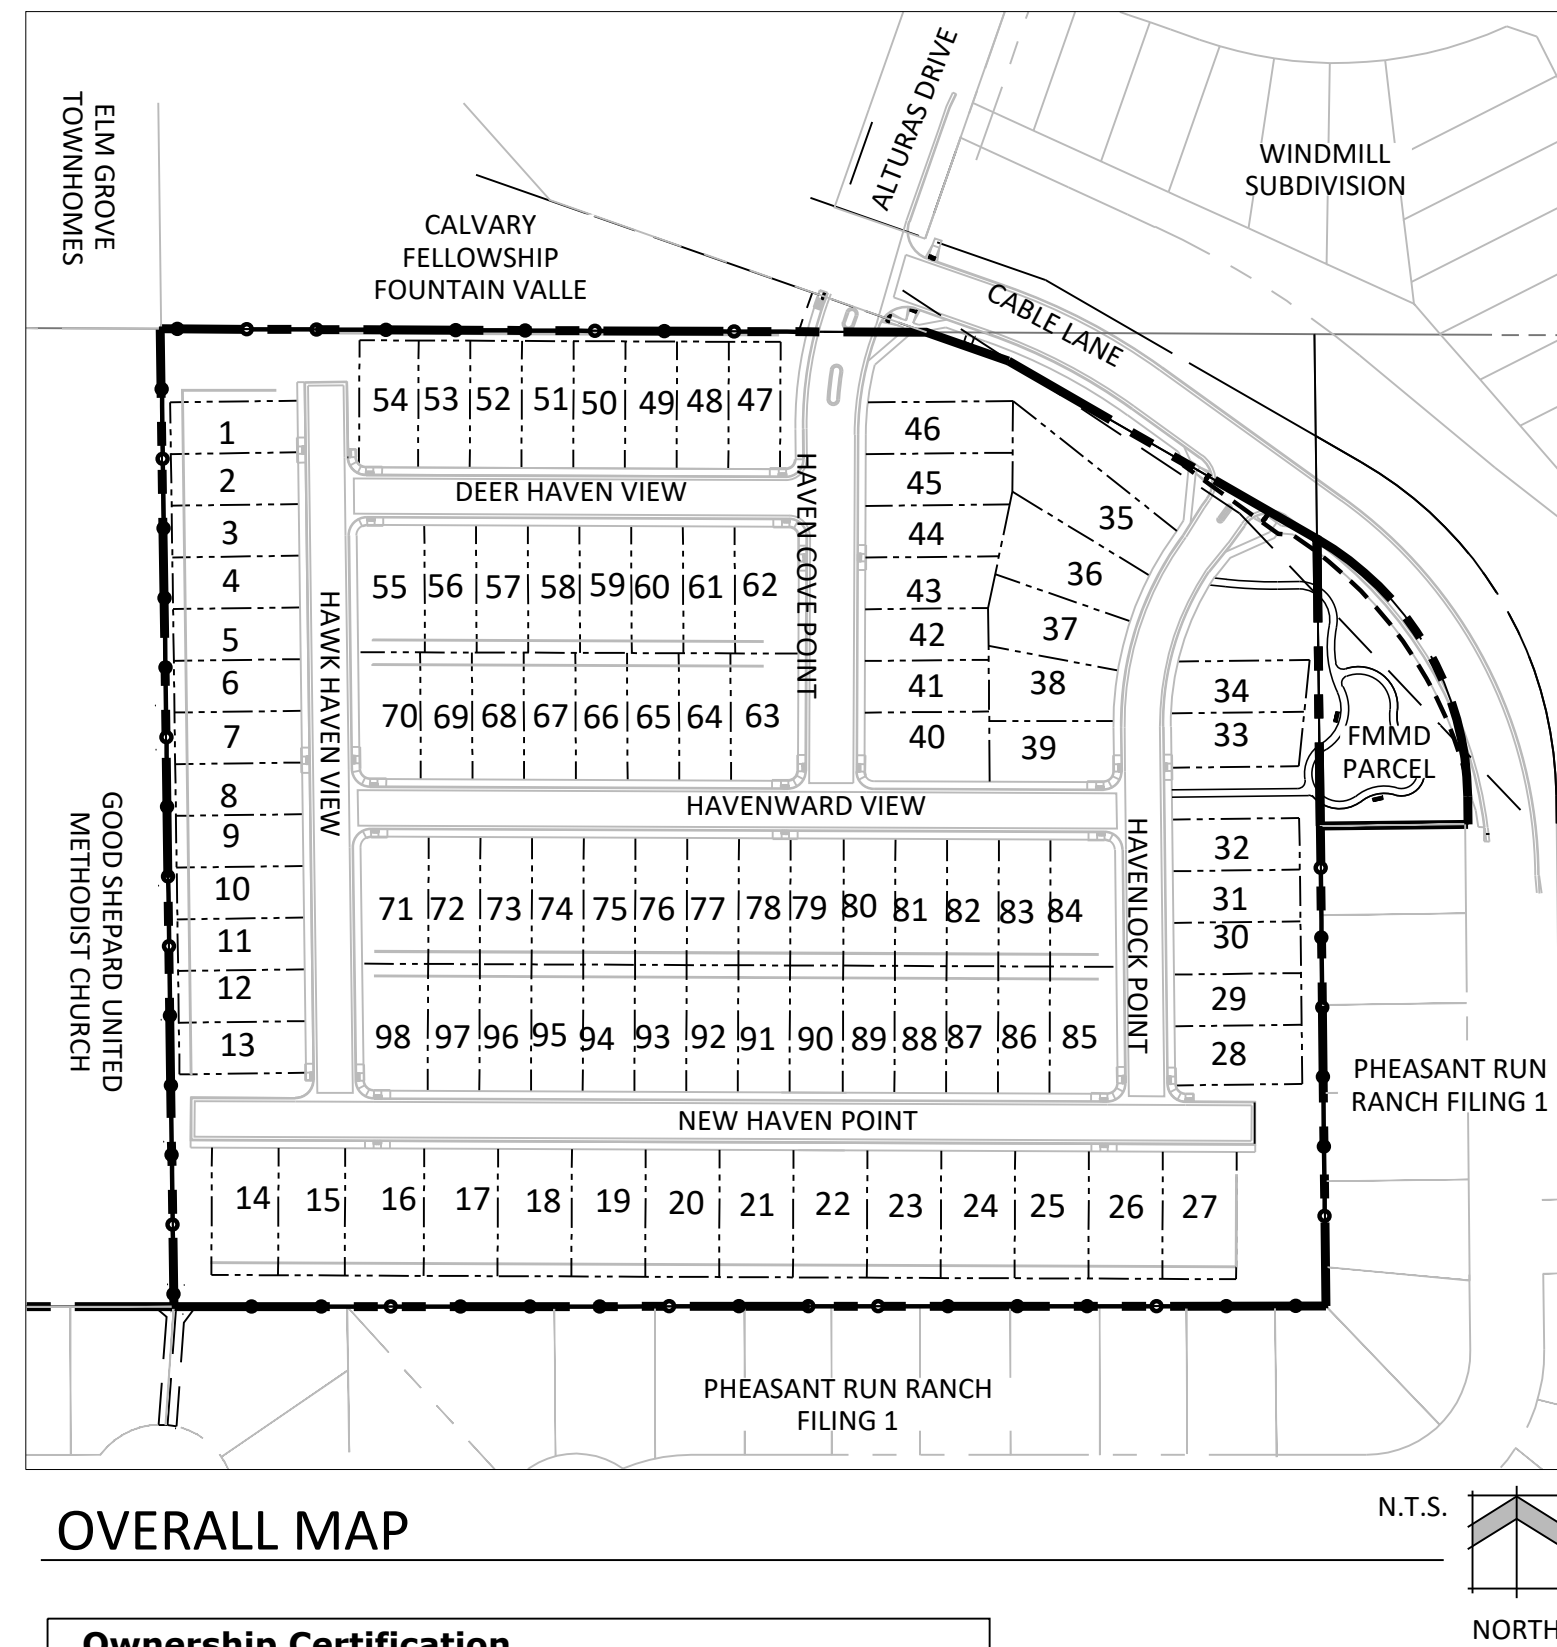 ELM GROVE
TOWNHOMES
CALVARY
FELLOWSHIP
FOUNTAIN VALLE
ALTURAS DRIVE
WINDMILL
SUBDIVISION
CABLE LANE
54 53 52 51 50 49 48 47
DEER HAVEN VIEW
1
2
3
4
5
6
7
8
9
10
11
12
13
HAWK HAVEN VIEW
HAVEN COVE POINT
55 56 57 58 59 60 61 62
70 69 68 67 66 65 64 63
46
45
44
43
42
41
40
35
36
37
38
39
34
33
FMMD
PARCEL
HAVENWARD VIEW
GOOD SHEPARD UNITED
METHODIST CHURCH
71 72 73 74 75 76 77 78 79 80 81 82 83 84
98 97 96 95 94 93 92 91 90 89 88 87 86 85
HAVENLOCK POINT
32
31
30
29
28
PHEASANT RUN
RANCH FILING 1
NEW HAVEN POINT
14 15 16 17 18 19 20 21 22 23 24 25 26 27
PHEASANT RUN RANCH
FILING 1
OVERALL MAP
N.T.S.
NORTH
Ownership Certification